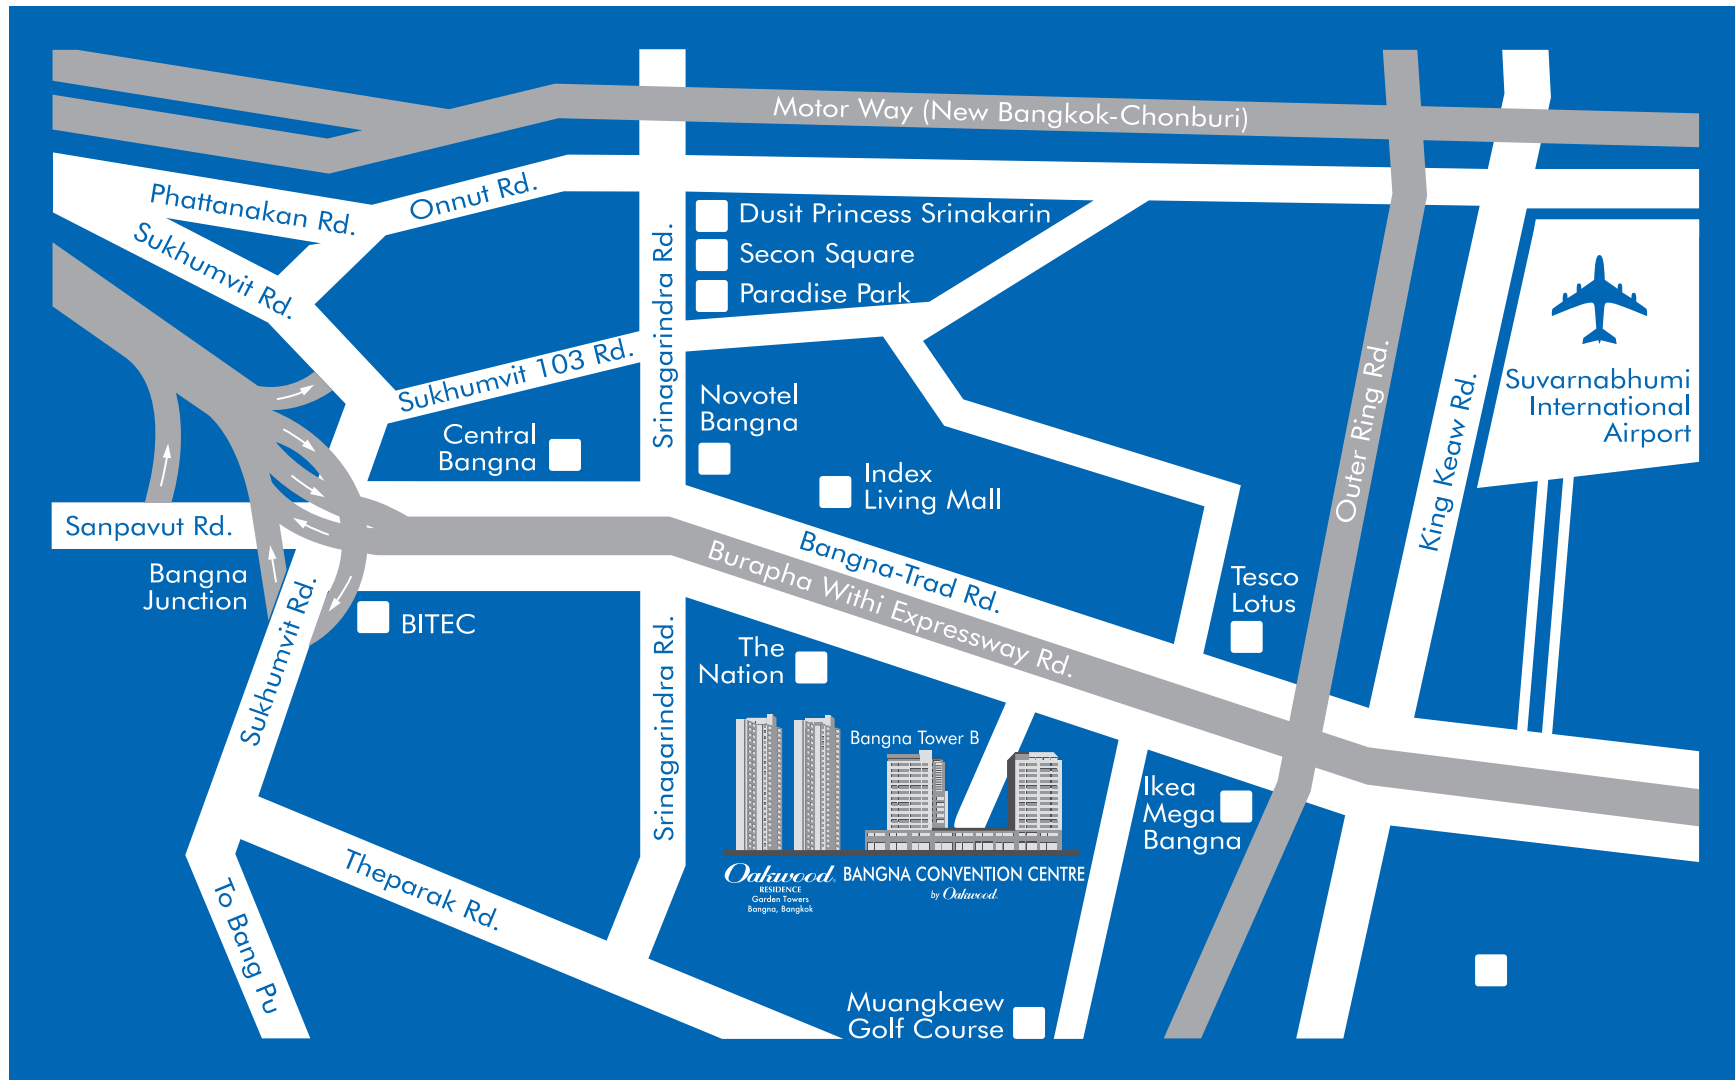 Motor Way (New Bangkok-Chonburi)
Phattanakan Rd.
Onnut Rd.
Sukhumvit Rd.
Srinagarindra Rd.
Dusit Princess Srinakarin
Secon Square
Paradise Park
Sukhumvit 103 Rd.
Outer Ring Rd.
King Keaw Rd.
Suvarnabhumi
International
Airport
Central
Bangna
Novotel
Bangna
Index
Living Mall
Sanpavut Rd.
Bangna
Junction
Bangna-Trad Rd.
Burapha Withi Expressway Rd.
Tesco
Lotus
Sukhumvit Rd.
BITEC
Srinagarindra Rd.
The
Nation
Bangna Tower B
Ikea
Mega
Bangna
Oakwood
RESIDENCE
Garden Towers
Bangna, Bangkok
BANGNA CONVENTION CENTRE
by Oakwood
Theparak Rd.
To Bang Pu
Muangkaew
Golf Course